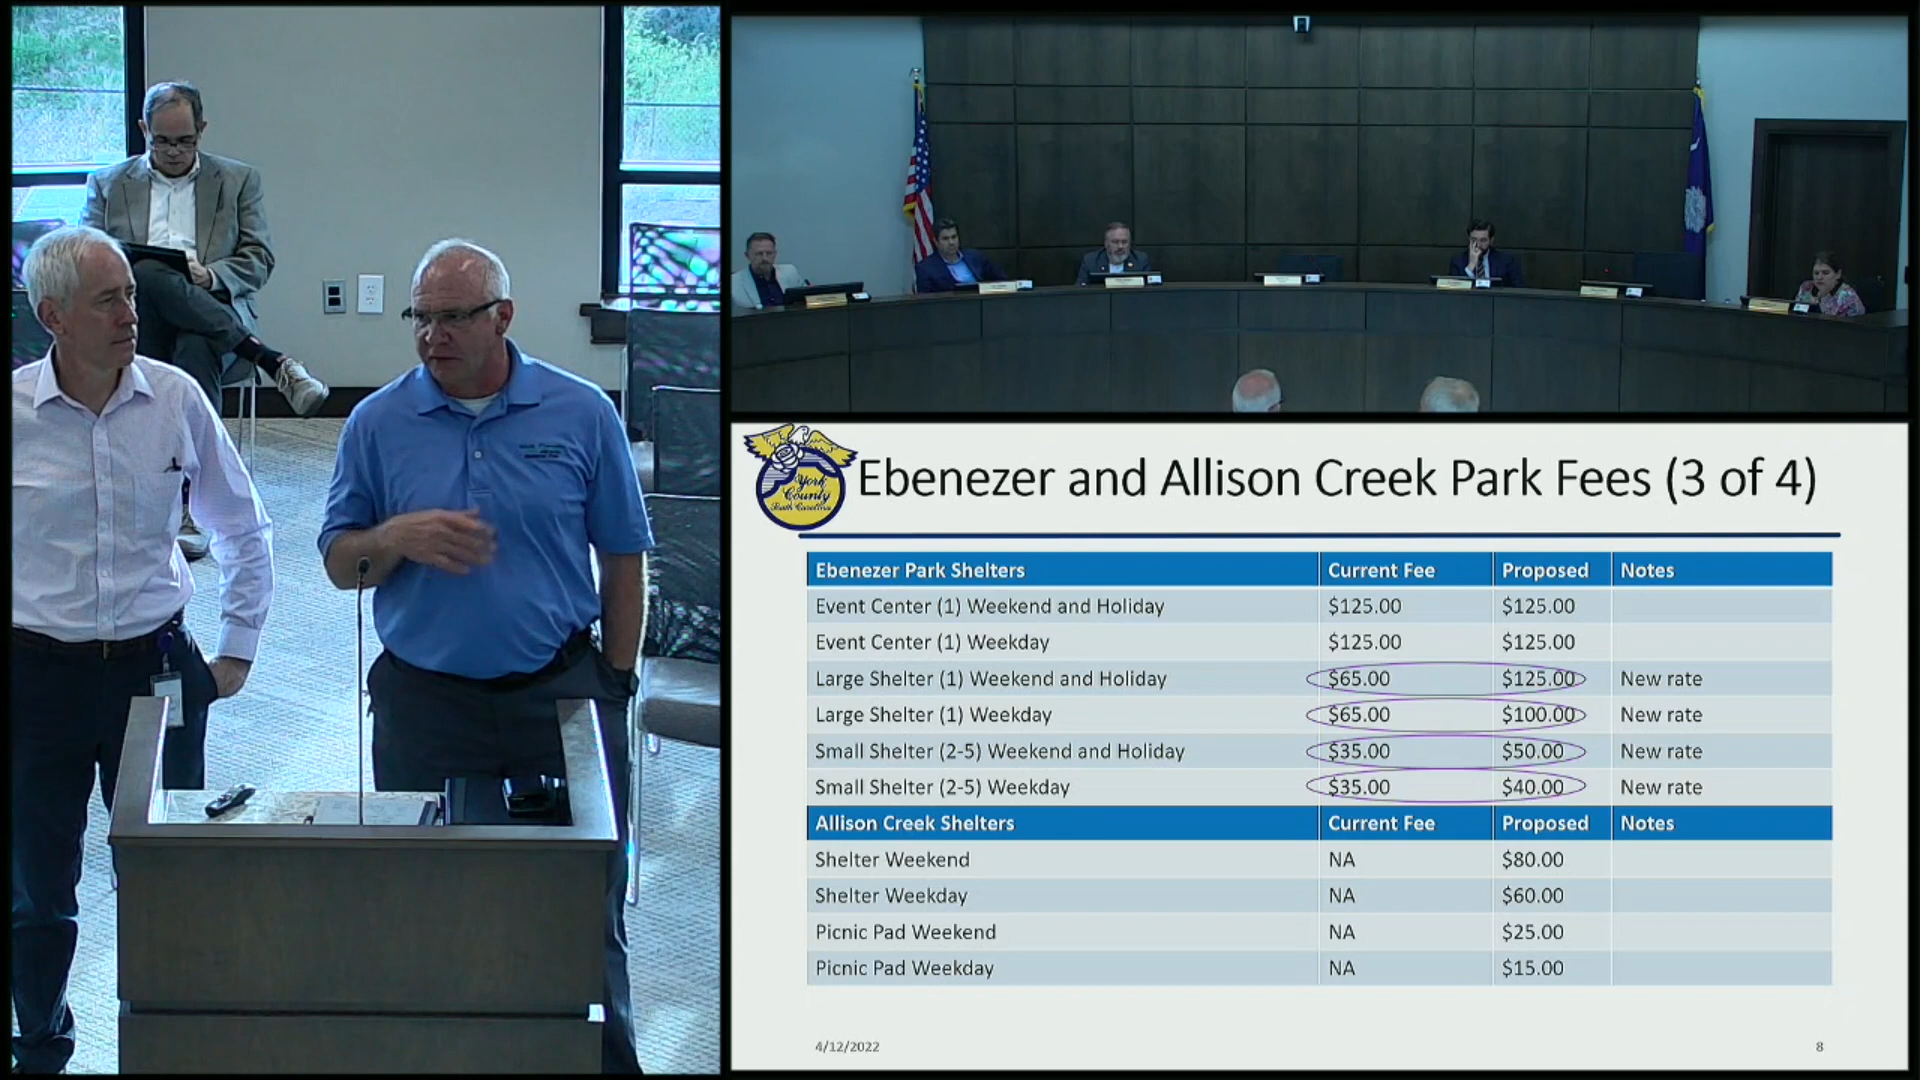 York
County
South Carolina
Ebenezer and Allison Creek Park Fees (3 of 4)
Ebenezer Park Shelters Current Fee Proposed Notes
Event Center (1) Weekend and Holiday $125.00 $125.00
Event Center (1) Weekday $125.00 $125.00
Large Shelter (1) Weekend and Holiday $65.00 $125.00 New rate
Large Shelter (1) Weekday $65.00 $100.00 New rate
Small Shelter (2-5) Weekend and Holiday $35.00 $50.00 New rate
Small Shelter (2-5) Weekday $35.00 $40.00 New rate
Allison Creek Shelters Current Fee Proposed Notes
Shelter Weekend NA $80.00
Shelter Weekday NA $60.00
Picnic Pad Weekend NA $25.00
Picnic Pad Weekday NA $15.00
4/12/2022 8